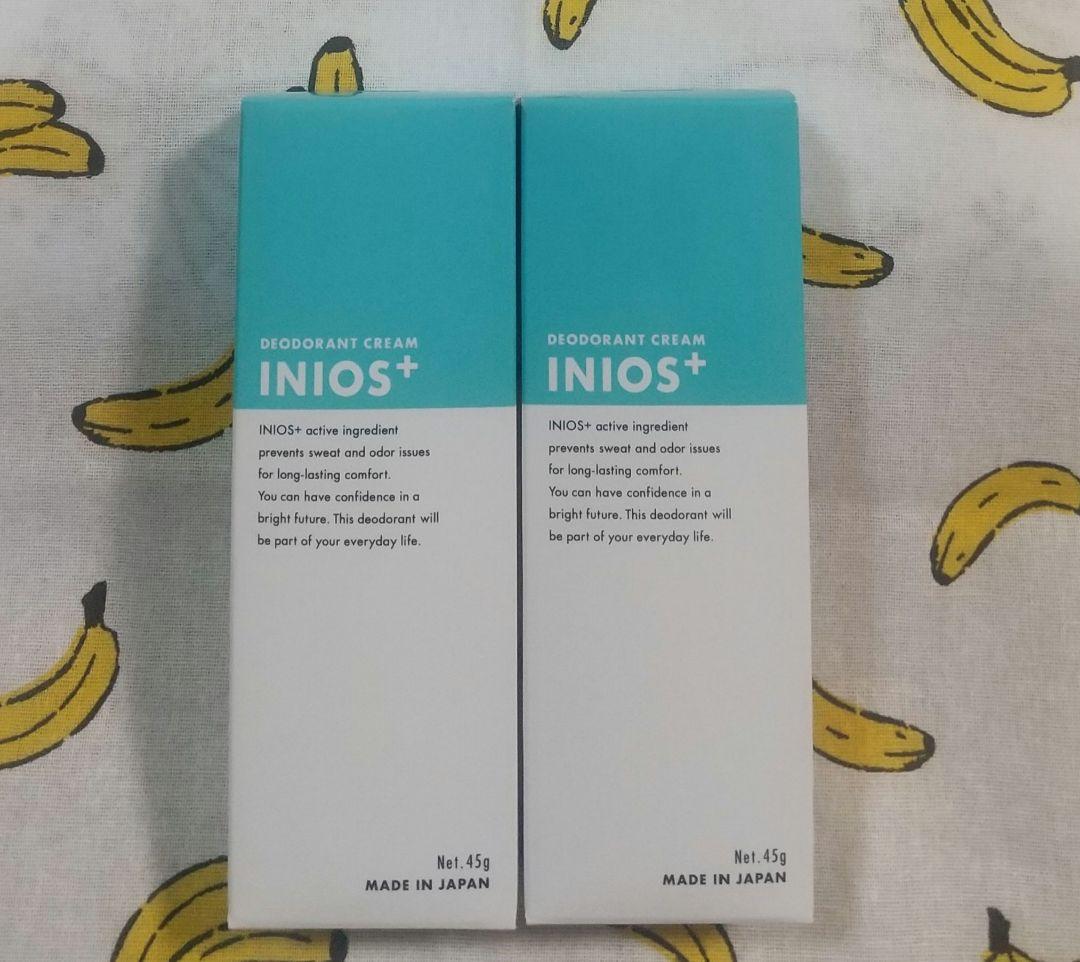 DEODORANT CREAM
INIOS+
INIOS+ active ingredient
prevents sweat and odor issues
for long-lasting comfort.
You can have confidence in a
bright future. This deodorant will
be part of your everyday life.
Net.45g
MADE IN JAPAN
DEODORANT CREAM
INIOS+
INIOS+ active ingredient
prevents sweat and odor issues
for long-lasting comfort.
You can have confidence in a
bright future. This deodorant will
be part of your everyday life.
Net.45g
MADE IN JAPAN